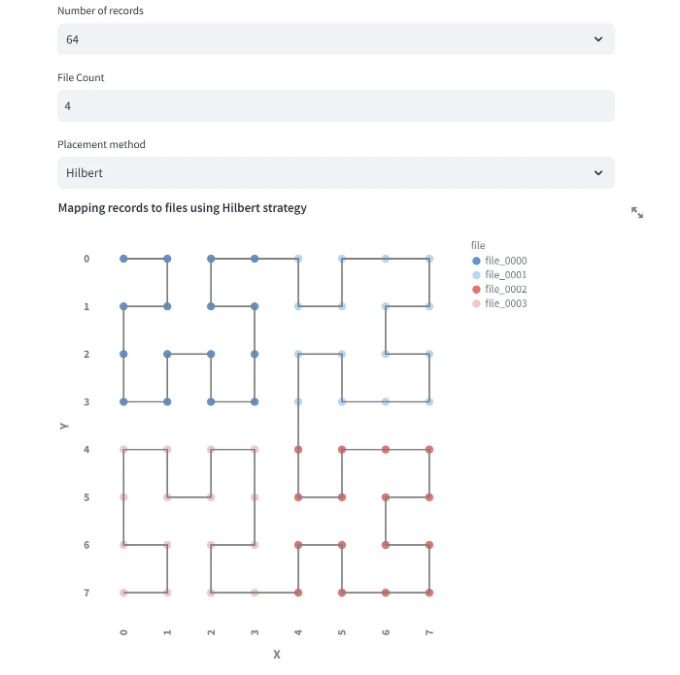 Number of records
64
File Count
4
Placement method
Hilbert
Mapping records to files using Hilbert strategy
file
file_0000
file_0001
file_0002
file_0003
0
1
2
3
Y
4
5
6
7
0 1 2 3 4 5 6 7
X